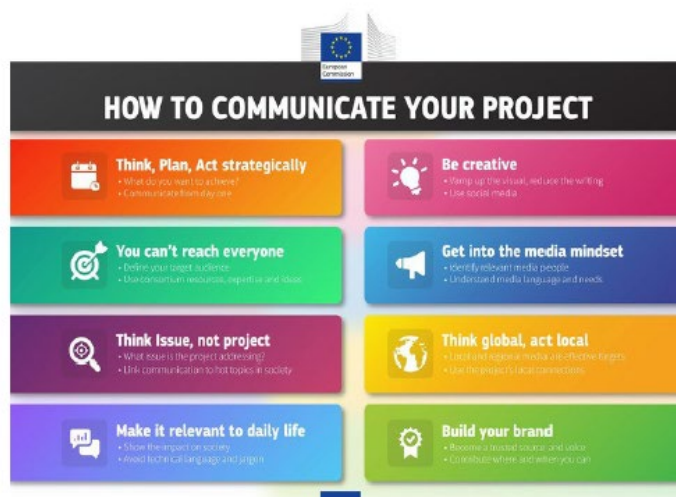 European
Commission
HOW TO COMMUNICATE YOUR PROJECT
Think, Plan, Act strategically
• What do you want to achieve?
• Communicate from day one
Be creative
• Vamp up the visual, reduce the writing
• Use social media
You can't reach everyone
• Define your target audience
• Use consortium resources, expertise and ideas
Get into the media mindset
• Identify relevant media people
• Understand media language and needs
Think Issue, not project
• What issue is the project addressing?
• Link communication to hot topics in society
Think global, act local
• Local and regional media are effective targets
• Use the project's local connections
Make it relevant to daily life
• Show the impact on society
• Avoid technical language and jargon
Build your brand
• Become a trusted source and voice
• Contribute where and when you can